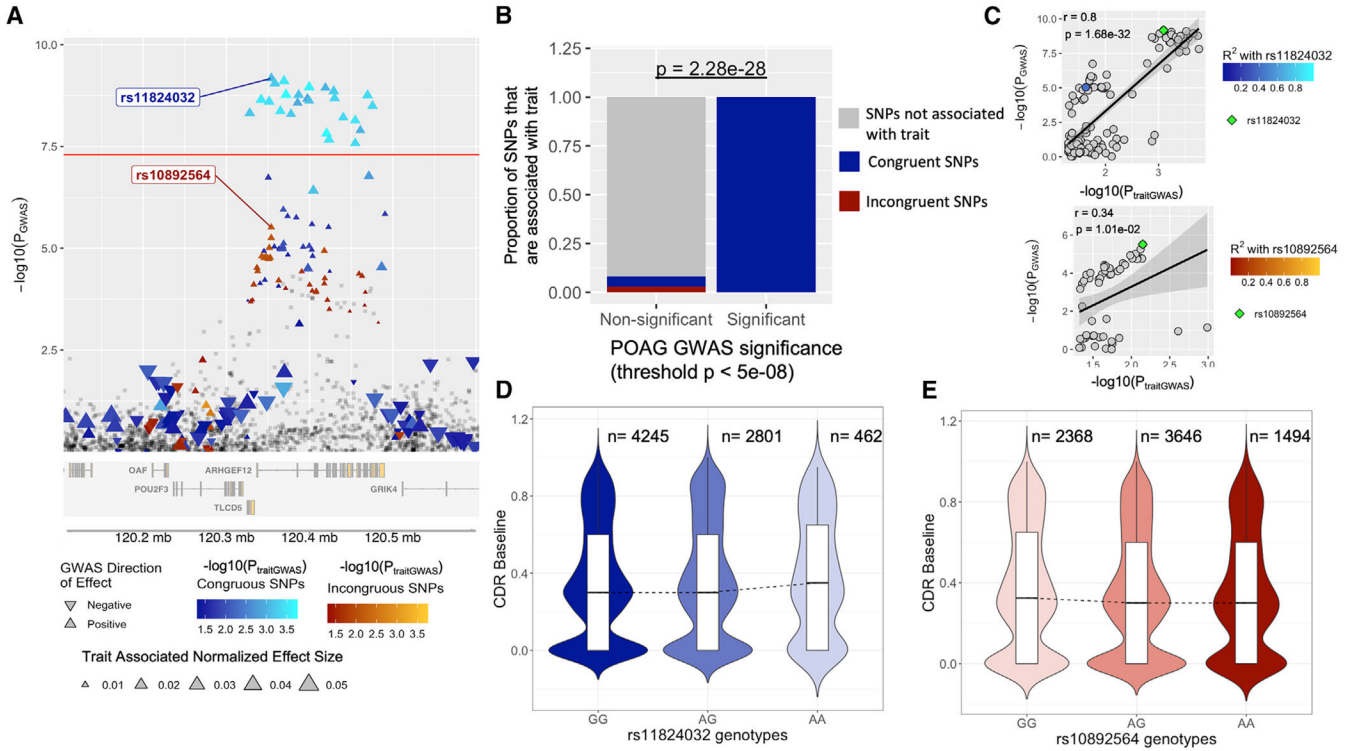 A
10.0
7.5
5.0
2.5
−log10(PGWAS)
rs11824032
rs10892564
OAF
ARHGEF12
POU2F3
GRIK4
TLCD5
120.2 mb
120.3 mb
120.4 mb
120.5 mb
GWAS Direction
of Effect
Negative
Positive
-log10(PtraitGWAS)
Congruous SNPs
1.5 2.0 2.5 3.0 3.5
-log10(PtraitGWAS)
Incongruous SNPs
1.5 2.0 2.5 3.0 3.5
Trait Associated Normalized Effect Size
0.01 0.02 0.03 0.04 0.05
B
Proportion of SNPs that
are associated with trait
1.25
1.00
0.75
0.50
0.25
0.00
p = 2.28e-28
Non-significant
Significant
POAG GWAS significance
(threshold p < 5e-08)
SNPs not associated
with trait
Congruent SNPs
Incongruent SNPs
C
−log10(PGWAS)
10.0
7.5
5.0
2.5
0.0
r = 0.8
p = 1.68e-32
2
3
-log10(PtraitGWAS)
R2 with rs11824032
0.2 0.4 0.6 0.8
rs11824032
−log10(PGWAS)
6
4
2
0
r = 0.34
p = 1.01e-02
1.5
2.0
2.5
3.0
-log10(PtraitGWAS)
R2 with rs10892564
0.2 0.4 0.6 0.8
rs10892564
D
CDR Baseline
1.2
0.8
0.4
0.0
n= 4245
n= 2801
n= 462
GG
AG
AA
rs11824032 genotypes
E
CDR Baseline
1.2
0.8
0.4
0.0
n= 2368
n= 3646
n= 1494
GG
AG
AA
rs10892564 genotypes